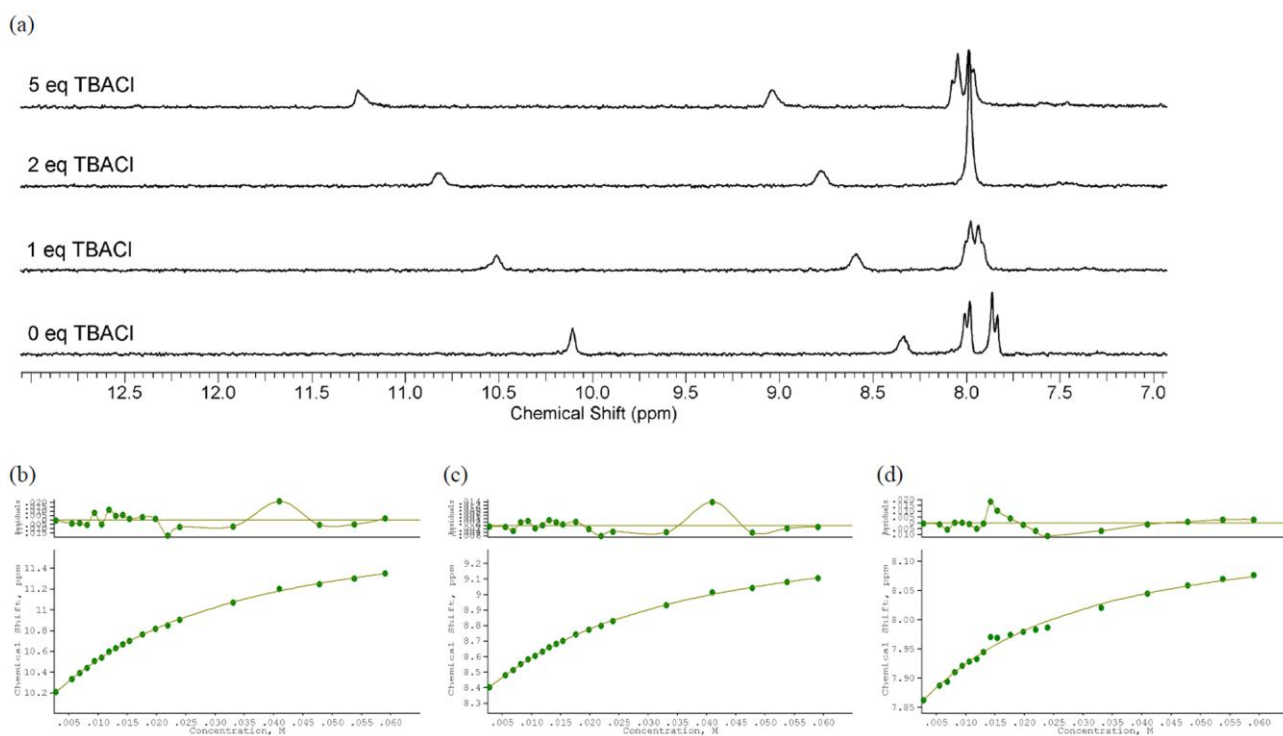 (a)
5 eq TBACl
2 eq TBACl
1 eq TBACl
0 eq TBACl
12.5 12.0 11.5 11.0 10.5 10.0 9.5 9.0 8.5 8.0 7.5 7.0
Chemical Shift (ppm)
(b)
Chemical Shift, ppm
11.4
11.2
11
10.8
10.6
10.4
10.2
.005 .010 .015 .020 .025 .030 .035 .040 .045 .050 .055 .060
Concentration, M
(c)
Chemical Shift, ppm
9.2
9.1
9.0
8.9
8.8
8.7
8.6
8.5
8.4
8.3
.005 .010 .015 .020 .025 .030 .035 .040 .045 .050 .055 .060
Concentration, M
(d)
Chemical Shift, ppm
8.10
8.05
8.00
7.95
7.90
7.85
.005 .010 .015 .020 .025 .030 .035 .040 .045 .050 .055 .060
Concentration, M